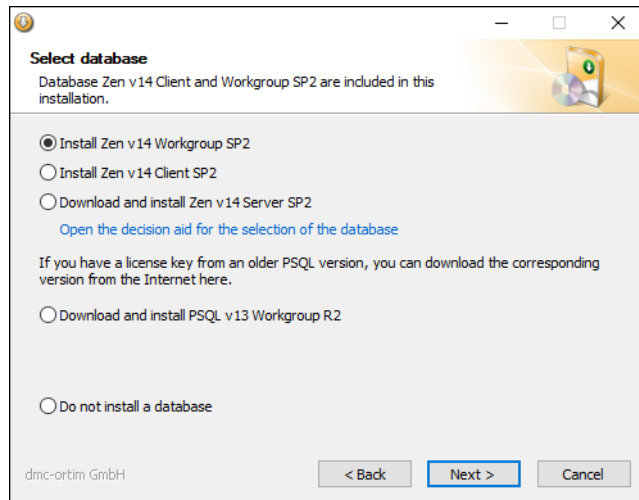 Select database
Database Zen v14 Client and Workgroup SP2 are included in this
installation.
Install Zen v14 Workgroup SP2
Install Zen v14 Client SP2
Download and install Zen v14 Server SP2
Open the decision aid for the selection of the database
If you have a license key from an older PSQL version, you can download the corresponding
version from the Internet here.
Download and install PSQL v13 Workgroup R2
Do not install a database
dmc-ortim GmbH
< Back
Next >
Cancel